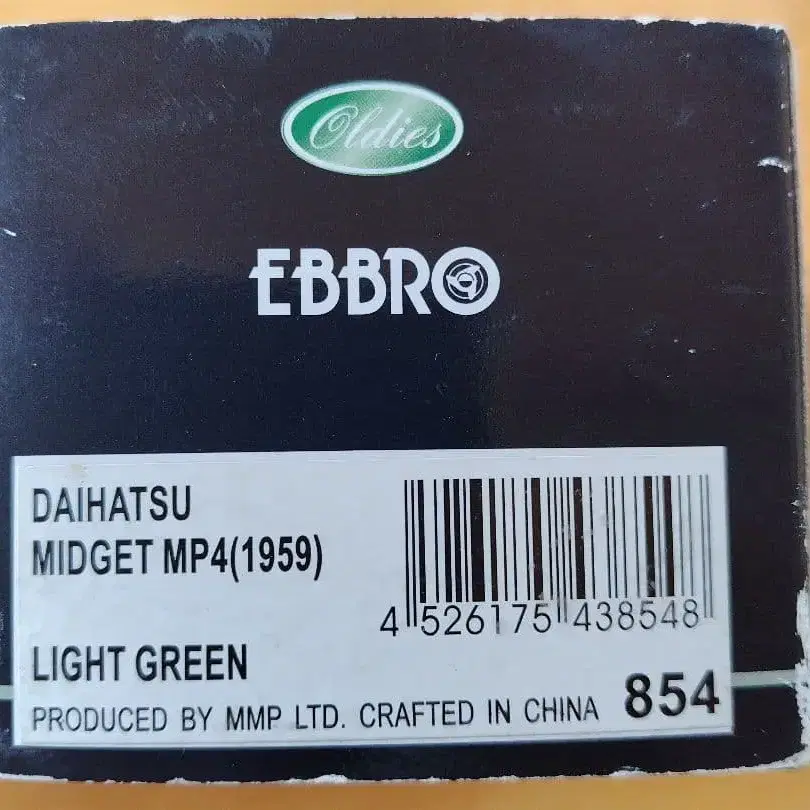 Oldies
EBBRO
DAIHATSU
MIDGET MP4(1959)
4 526175 438548
LIGHT GREEN
PRODUCED BY MMP LTD. CRAFTED IN CHINA 854